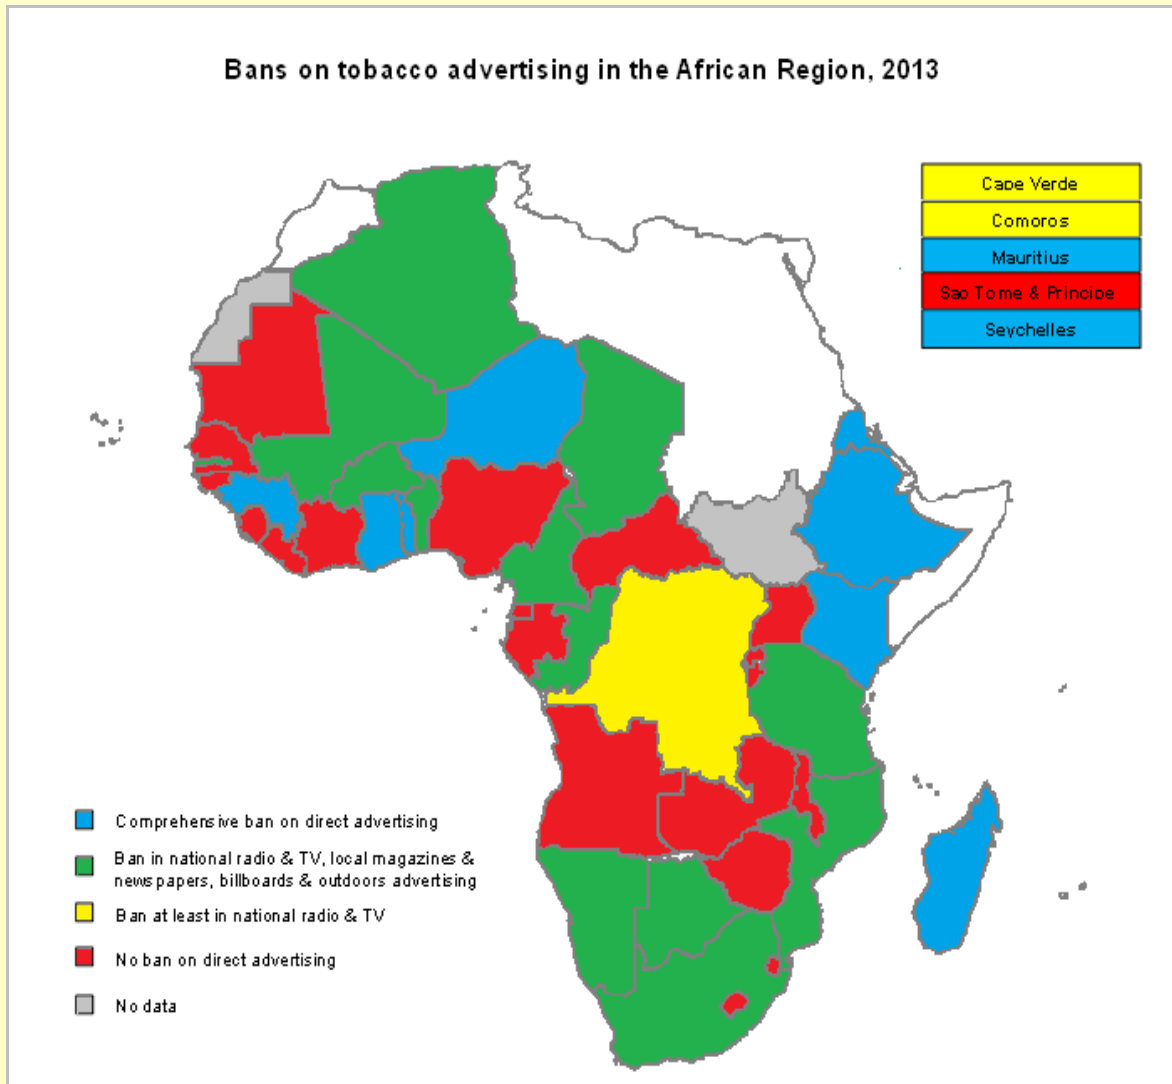 Bans on tobacco advertising in the African Region, 2013
Cape Verde
Comoros
Mauritius
Sao Tome & Principe
Seychelles
Comprehensive ban on direct advertising
Ban in national radio & TV, local magazines &
newspapers, billboards & outdoors advertising
Ban at least in national radio & TV
No ban on direct advertising
No data